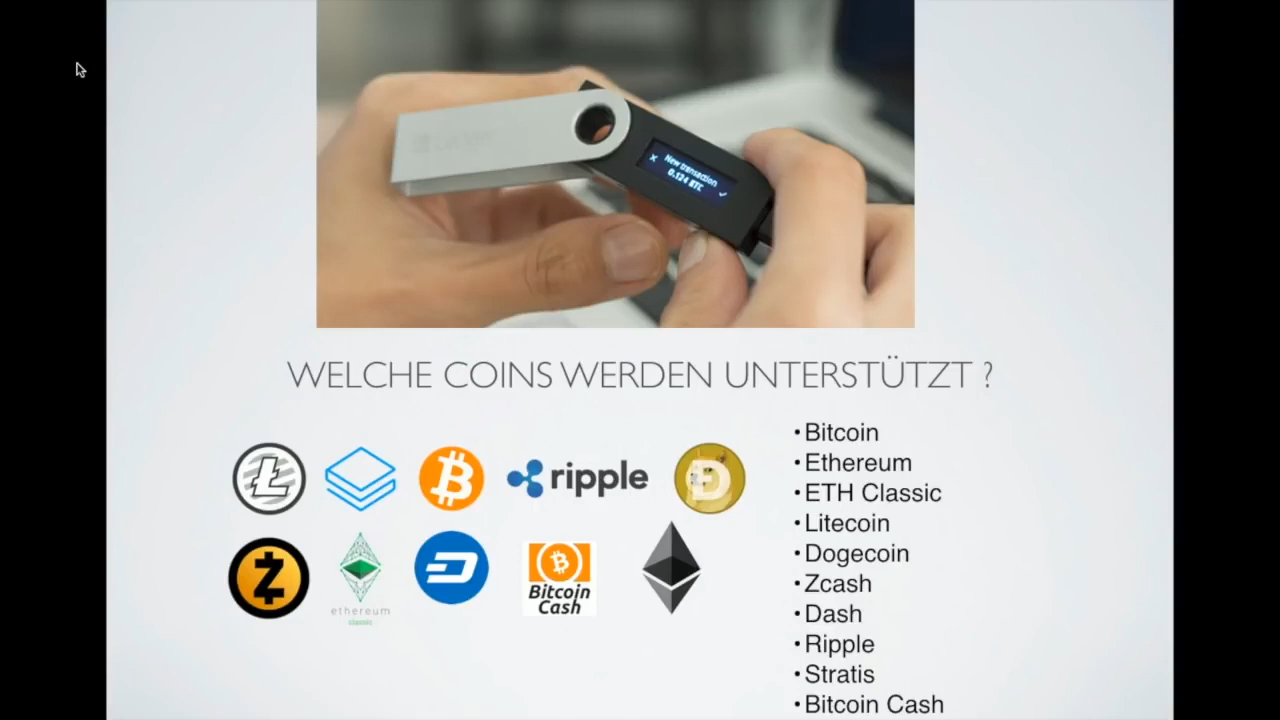 New transaction
0.124 BTC
WELCHE COINS WERDEN UNTERSTÜTZT ?
ripple
ethereum
classic
Bitcoin
Cash
• Bitcoin
• Ethereum
• ETH Classic
• Litecoin
• Dogecoin
• Zcash
• Dash
• Ripple
• Stratis
• Bitcoin Cash